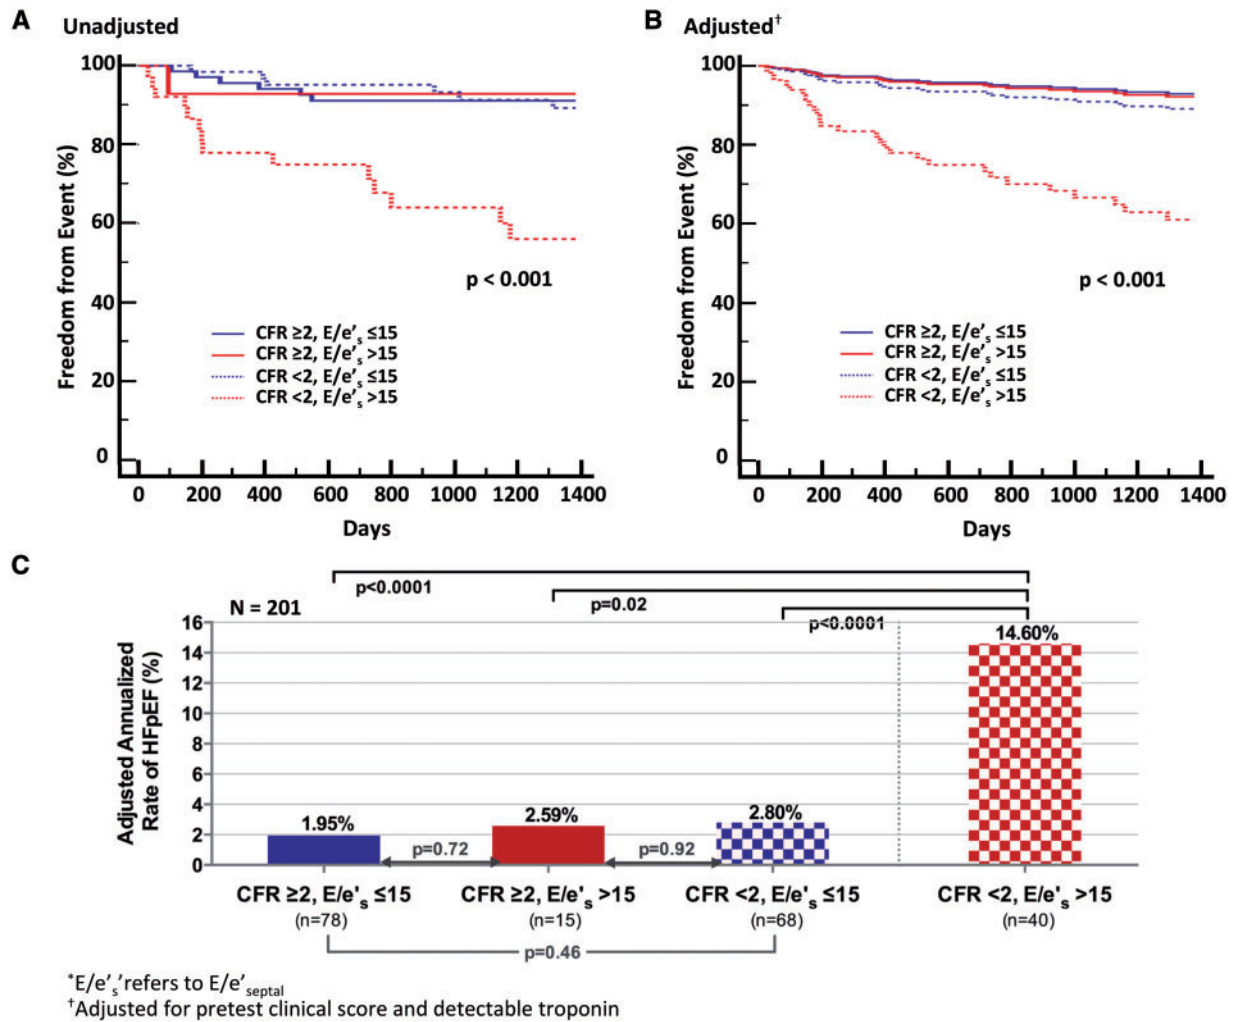 A Unadjusted
100
80
60
40
20
0
Freedom from Event (%)
p < 0.001
CFR ≥2, E/e's ≤15
CFR ≥2, E/e's >15
CFR <2, E/e's ≤15
CFR <2, E/e's >15
0 200 400 600 800 1000 1200 1400
Days
B Adjusted†
100
80
60
40
20
0
Freedom from Event (%)
p < 0.001
CFR ≥2, E/e's ≤15
CFR ≥2, E/e's >15
CFR <2, E/e's ≤15
CFR <2, E/e's >15
0 200 400 600 800 1000 1200 1400
Days
C
p<0.0001
p=0.02
p<0.0001
N = 201
16
14
12
10
8
6
4
2
0
Adjusted Annualized
Rate of HFpEF (%)
1.95%
2.59%
2.80%
14.60%
p=0.72
p=0.92
CFR ≥2, E/e's ≤15
(n=78)
CFR ≥2, E/e's >15
(n=15)
CFR <2, E/e's ≤15
(n=68)
CFR <2, E/e's >15
(n=40)
p=0.46
*E/e's'refers to E/e'septal
†Adjusted for pretest clinical score and detectable troponin